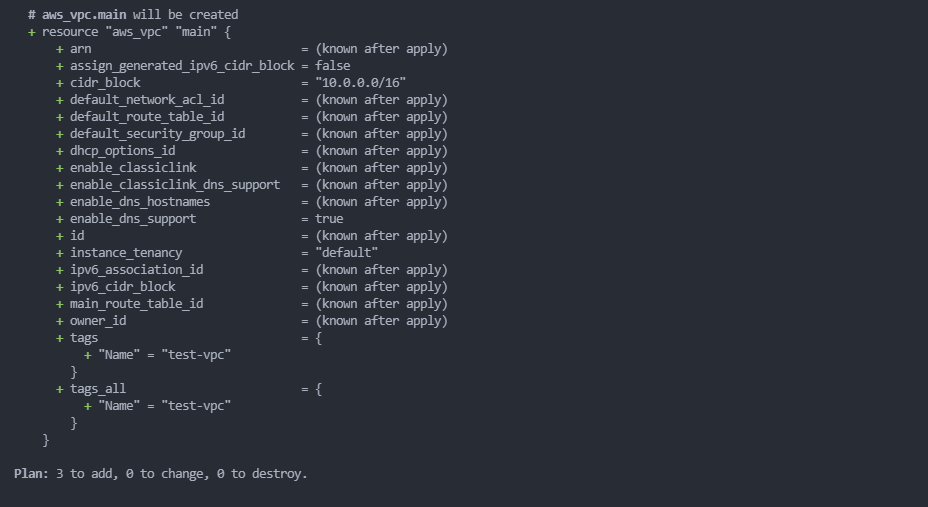 # aws_vpc.main will be created
+ resource "aws_vpc" "main" {
+ arn = (known after apply)
+ assign_generated_ipv6_cidr_block = false
+ cidr_block = "10.0.0.0/16"
+ default_network_acl_id = (known after apply)
+ default_route_table_id = (known after apply)
+ default_security_group_id = (known after apply)
+ dhcp_options_id = (known after apply)
+ enable_classiclink = (known after apply)
+ enable_classiclink_dns_support = (known after apply)
+ enable_dns_hostnames = (known after apply)
+ enable_dns_support = true
+ id = (known after apply)
+ instance_tenancy = "default"
+ ipv6_association_id = (known after apply)
+ ipv6_cidr_block = (known after apply)
+ main_route_table_id = (known after apply)
+ owner_id = (known after apply)
+ tags = {
+ "Name" = "test-vpc"
}
+ tags_all = {
+ "Name" = "test-vpc"
}
}
Plan: 3 to add, 0 to change, 0 to destroy.